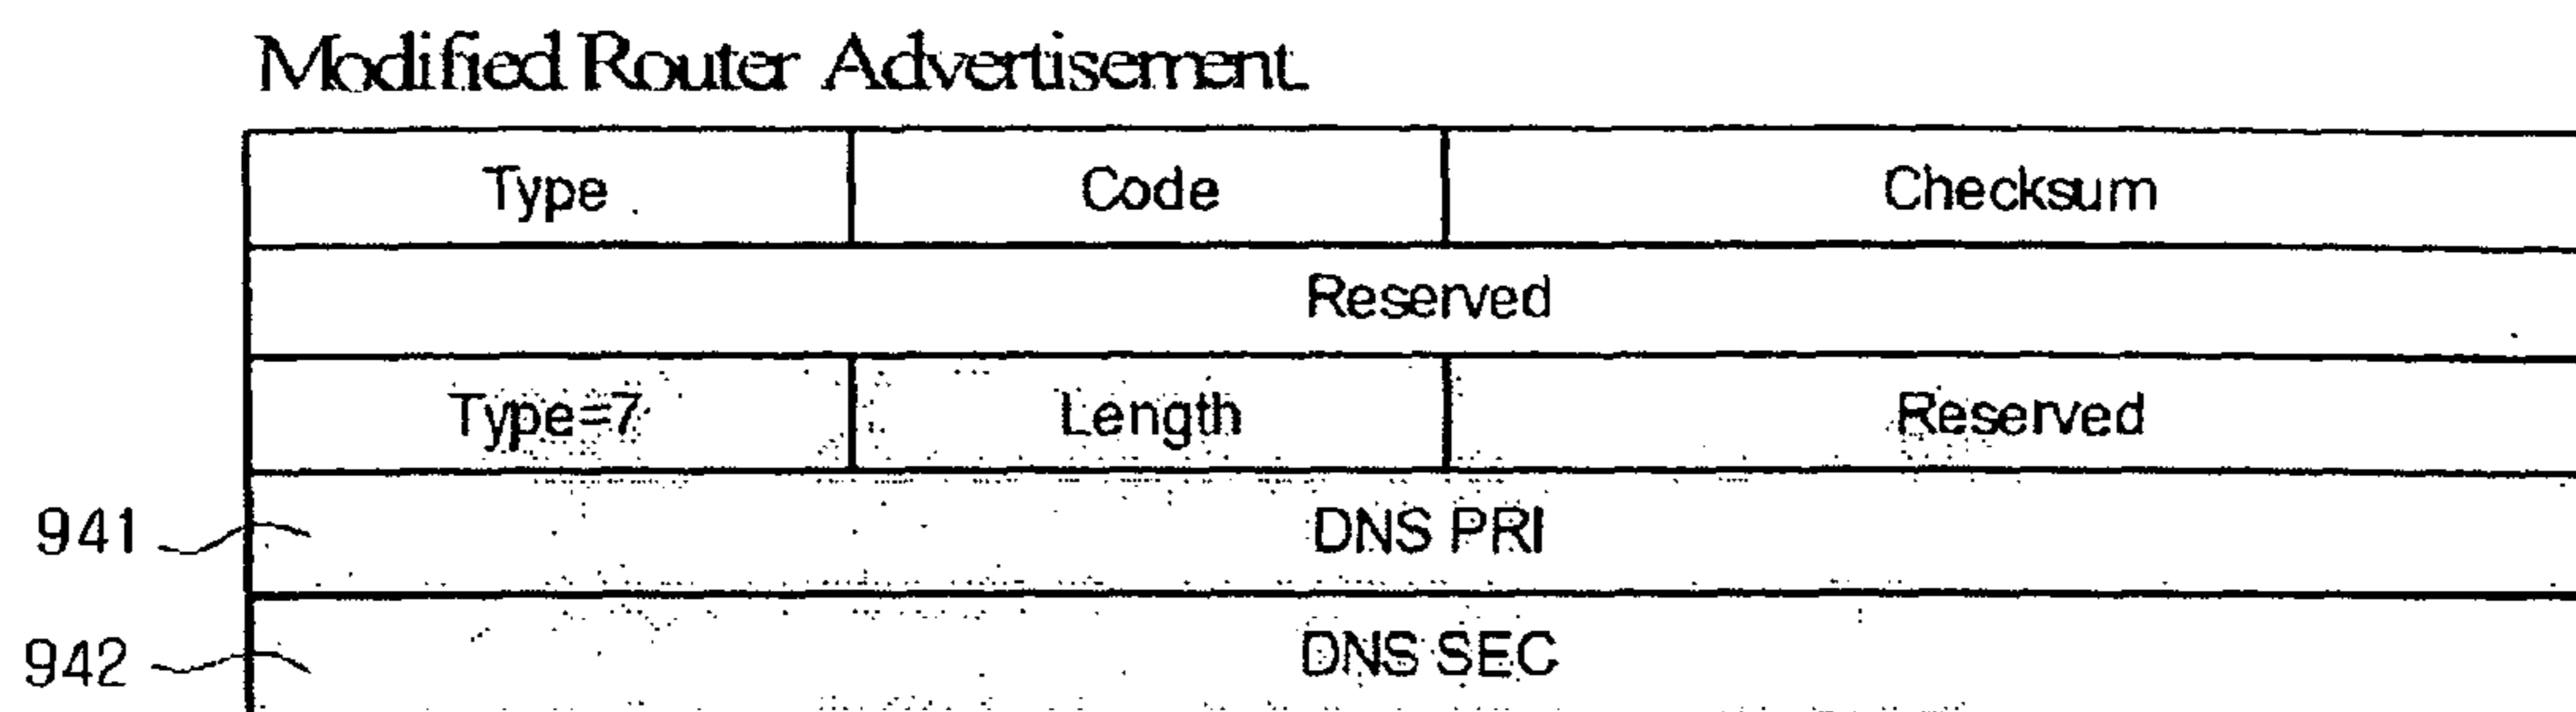 Modified Router Advertisement
Type Code Checksum
Reserved
Type=7 Length Reserved
941 DNS PRI
942 DNS SEC